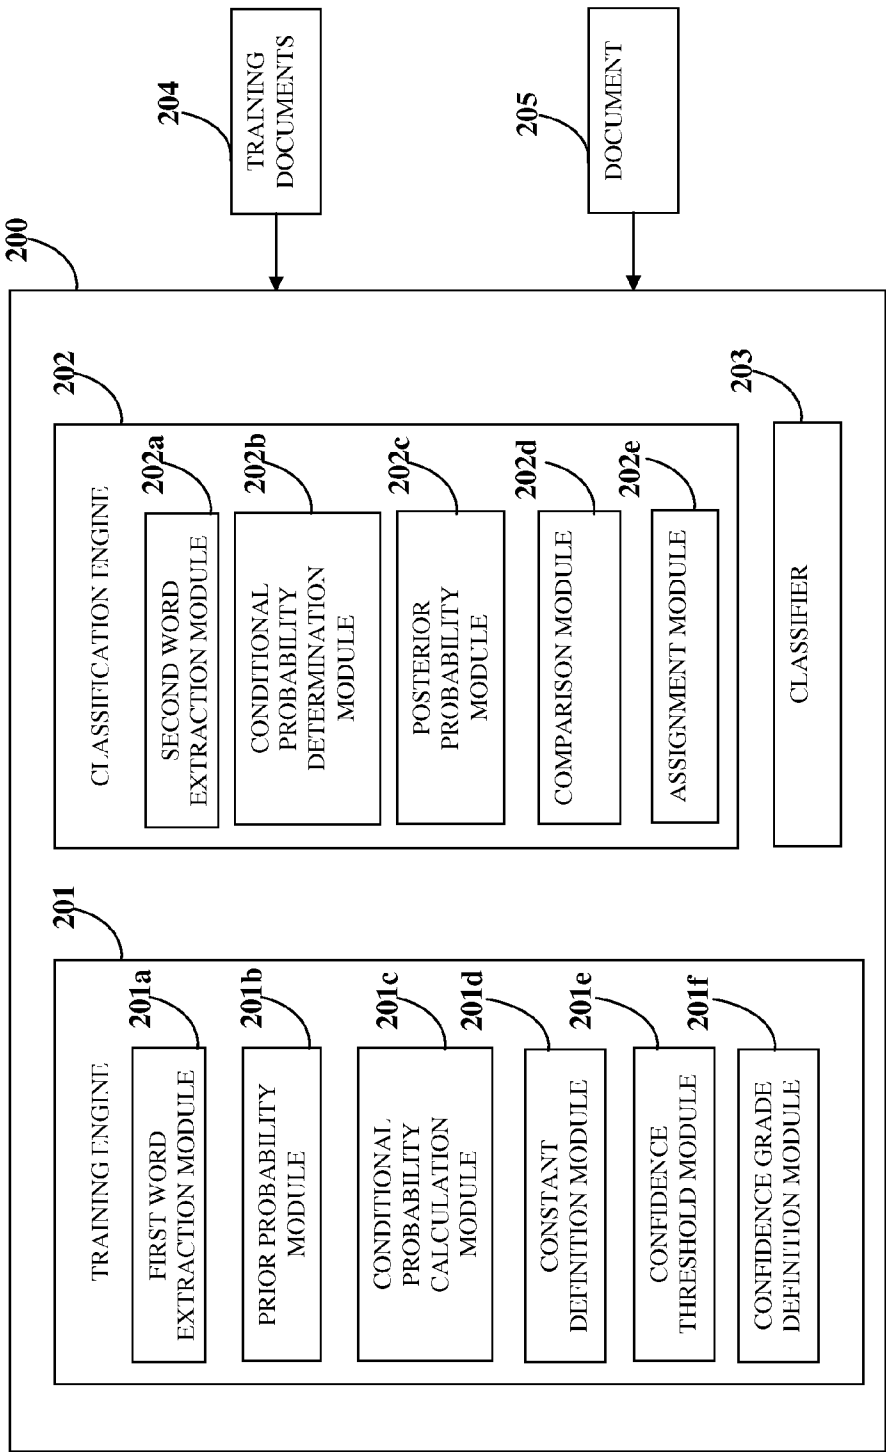 200
201
TRAINING ENGINE
201a
FIRST WORD
EXTRACTION MODULE
201b
PRIOR PROBABILITY
MODULE
201c
CONDITIONAL
PROBABILITY
CALCULATION
MODULE
201d
CONSTANT
DEFINITION MODULE
201e
CONFIDENCE
THRESHOLD MODULE
201f
CONFIDENCE GRADE
DEFINITION MODULE
202
CLASSIFICATION ENGINE
202a
SECOND WORD
EXTRACTION MODULE
202b
CONDITIONAL
PROBABILITY
DETERMINATION
MODULE
202c
POSTERIOR
PROBABILITY
MODULE
202d
COMPARISON MODULE
202e
ASSIGNMENT MODULE
203
CLASSIFIER
204
TRAINING
DOCUMENTS
205
DOCUMENT